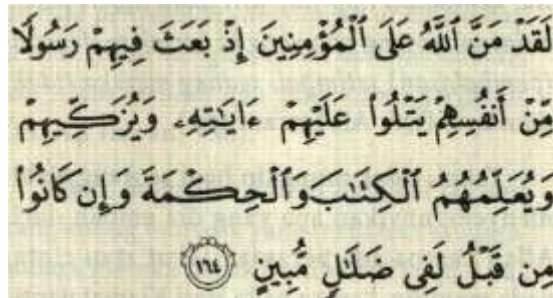 لَقَدْ مَنَّ ٱللَّهُ عَلَى ٱلْمُؤْمِنِينَ إِذْ بَعَثَ فِيهِمْ رَسُولًا
مِّنْ أَنفُسِهِمْ يَتْلُوا۟ عَلَيْهِمْ ءَايَٰتِهِۦ وَيُزَكِّيهِمْ
وَيُعَلِّمُهُمُ ٱلْكِتَٰبَ وَٱلْحِكْمَةَ وَإِن كَانُوا۟
مِن قَبْلُ لَفِى ضَلَٰلٍ مُّبِينٍ ١٦٤